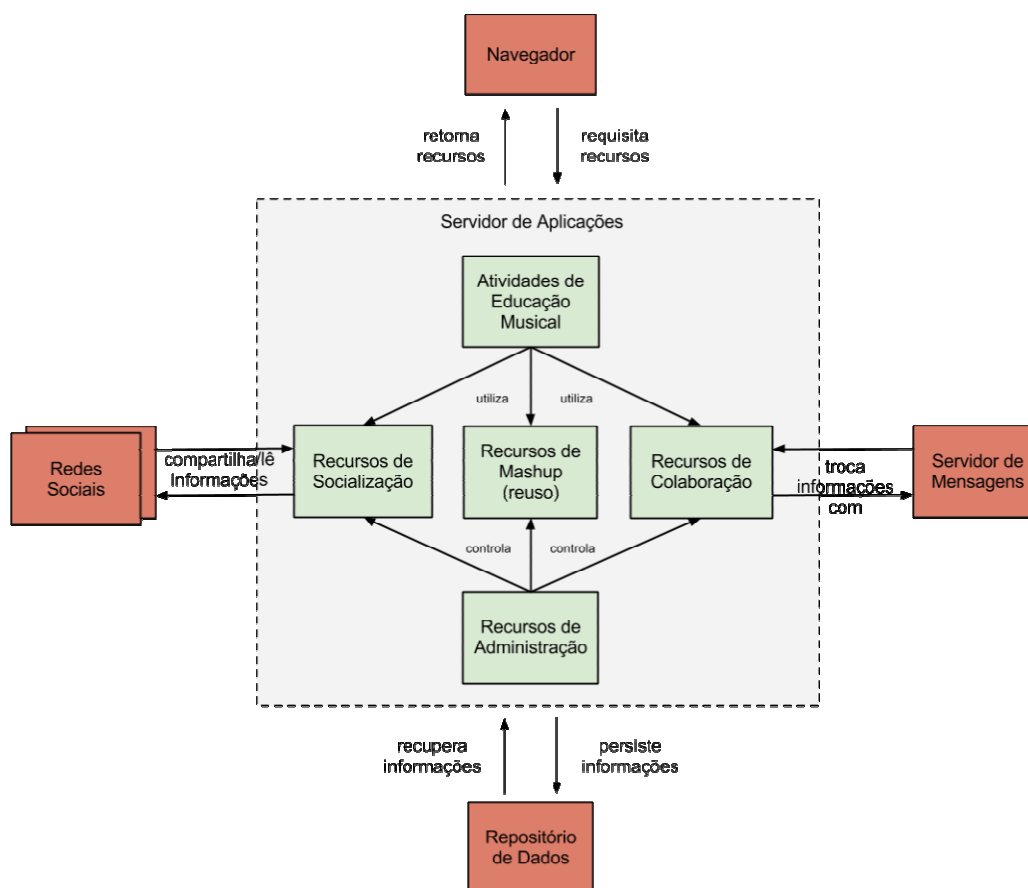 Navegador
retorna
recursos
requisita
recursos
Servidor de Aplicações
Atividades de
Educação
Musical
utiliza
utiliza
Redes
Sociais
compartilha/lê
Informações
Recursos de
Socialização
Recursos de
Mashup
(reuso)
Recursos de
Colaboração
troca
informações
com
Servidor de
Mensagens
controla
controla
Recursos de
Administração
recupera
informações
persiste
informações
Repositório
de Dados